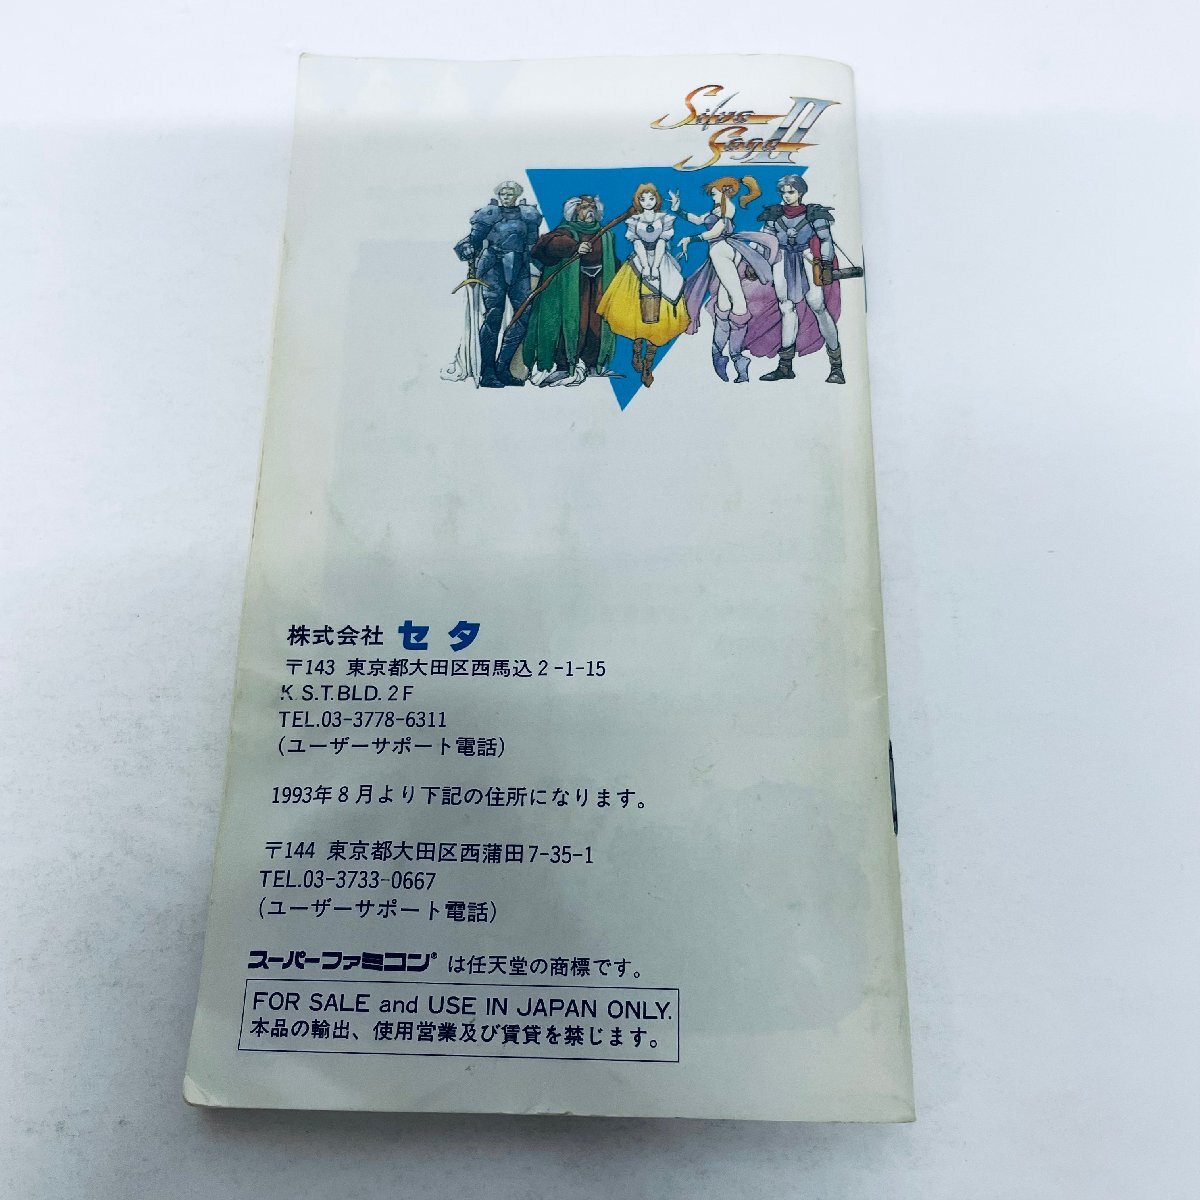 Silva
Saga II
株式会社 セタ
〒143 東京都大田区西馬込2-1-15
K.S.T.BLD.2F
TEL.03-3778-6311
(ユーザーサポート電話)
1993年8月より下記の住所になります。
〒144 東京都大田区西蒲田7-35-1
TEL.03-3733-0667
(ユーザーサポート電話)
スーパーファミコン® は任天堂の商標です。
FOR SALE and USE IN JAPAN ONLY.
本品の輸出、使用営業及び賃貸を禁じます。